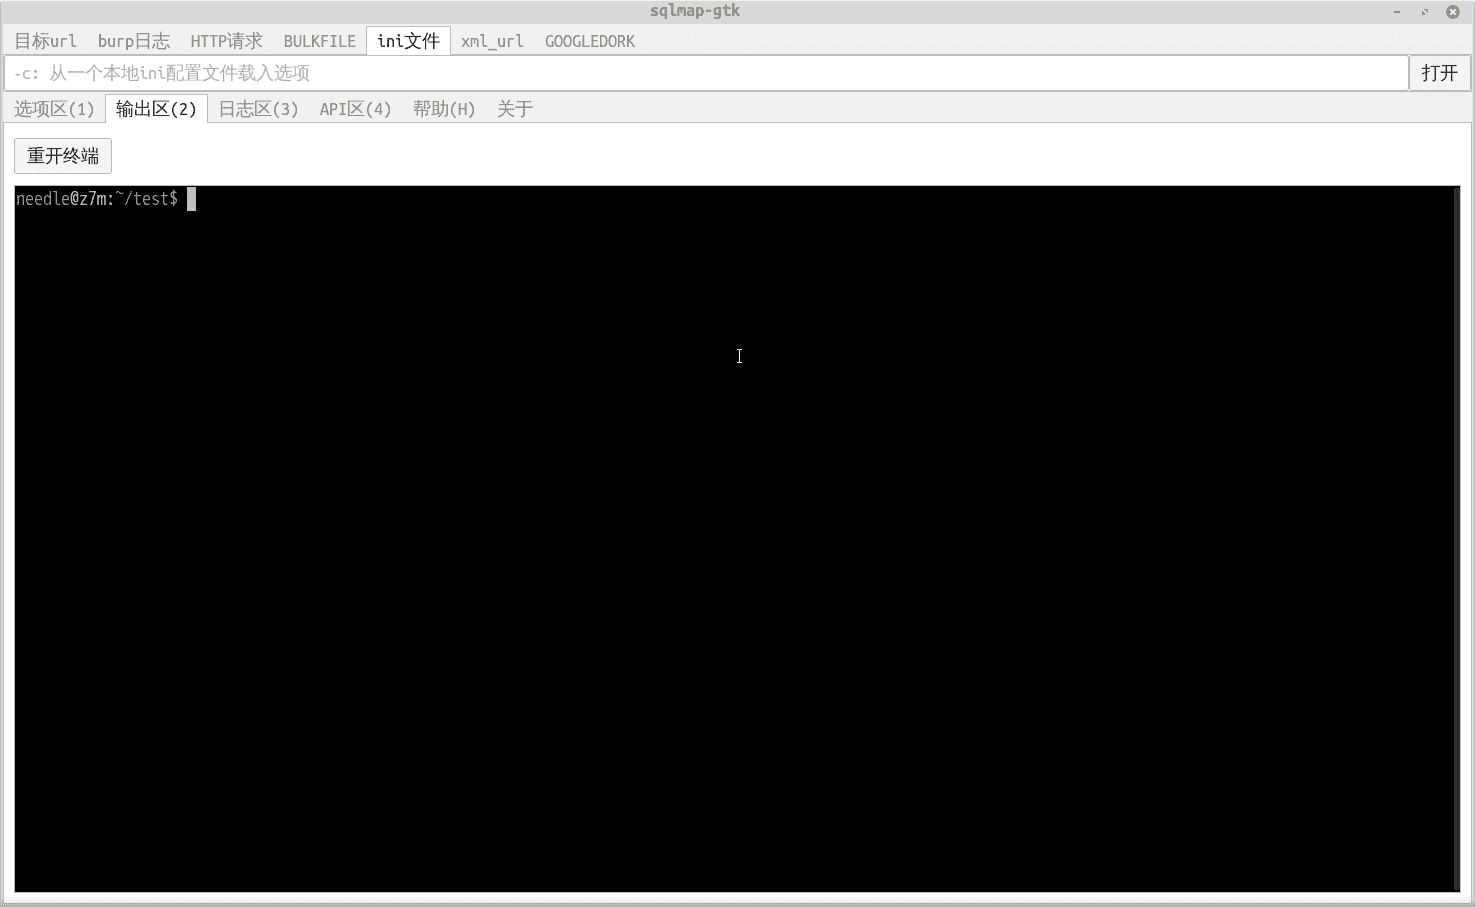 sqlmap-gtk
目标url burp日志 HTTP请求 BULKFILE ini文件 xml_url GOOGLEDORK
-c: 从一个本地ini配置文件载入选项 打开
选项区(1) 输出区(2) 日志区(3) API区(4) 帮助(H) 关于
重开终端
needle@z7m:~/test$